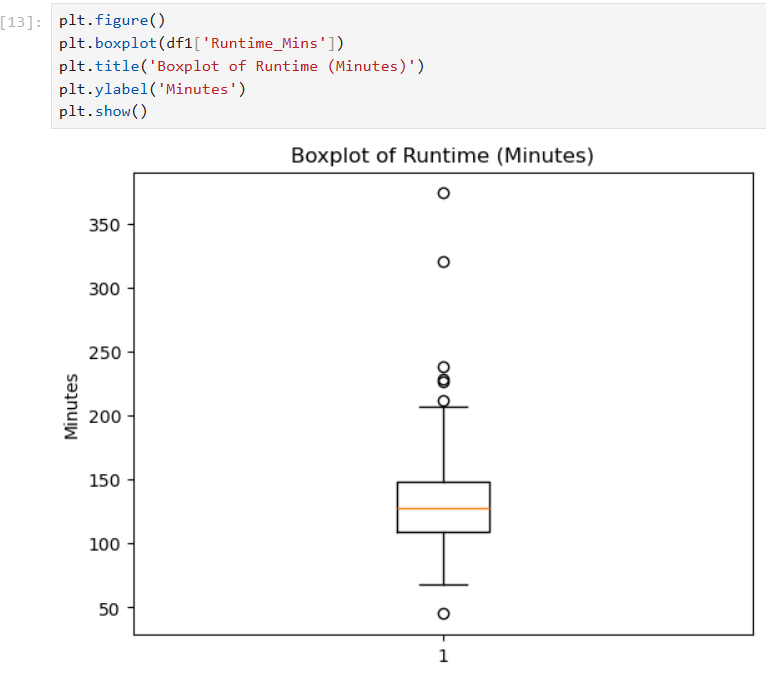 [13]:
plt.figure()
plt.boxplot(df1['Runtime_Mins'])
plt.title('Boxplot of Runtime (Minutes)')
plt.ylabel('Minutes')
plt.show()
Boxplot of Runtime (Minutes)
350
300
250
200
150
100
50
Minutes
1